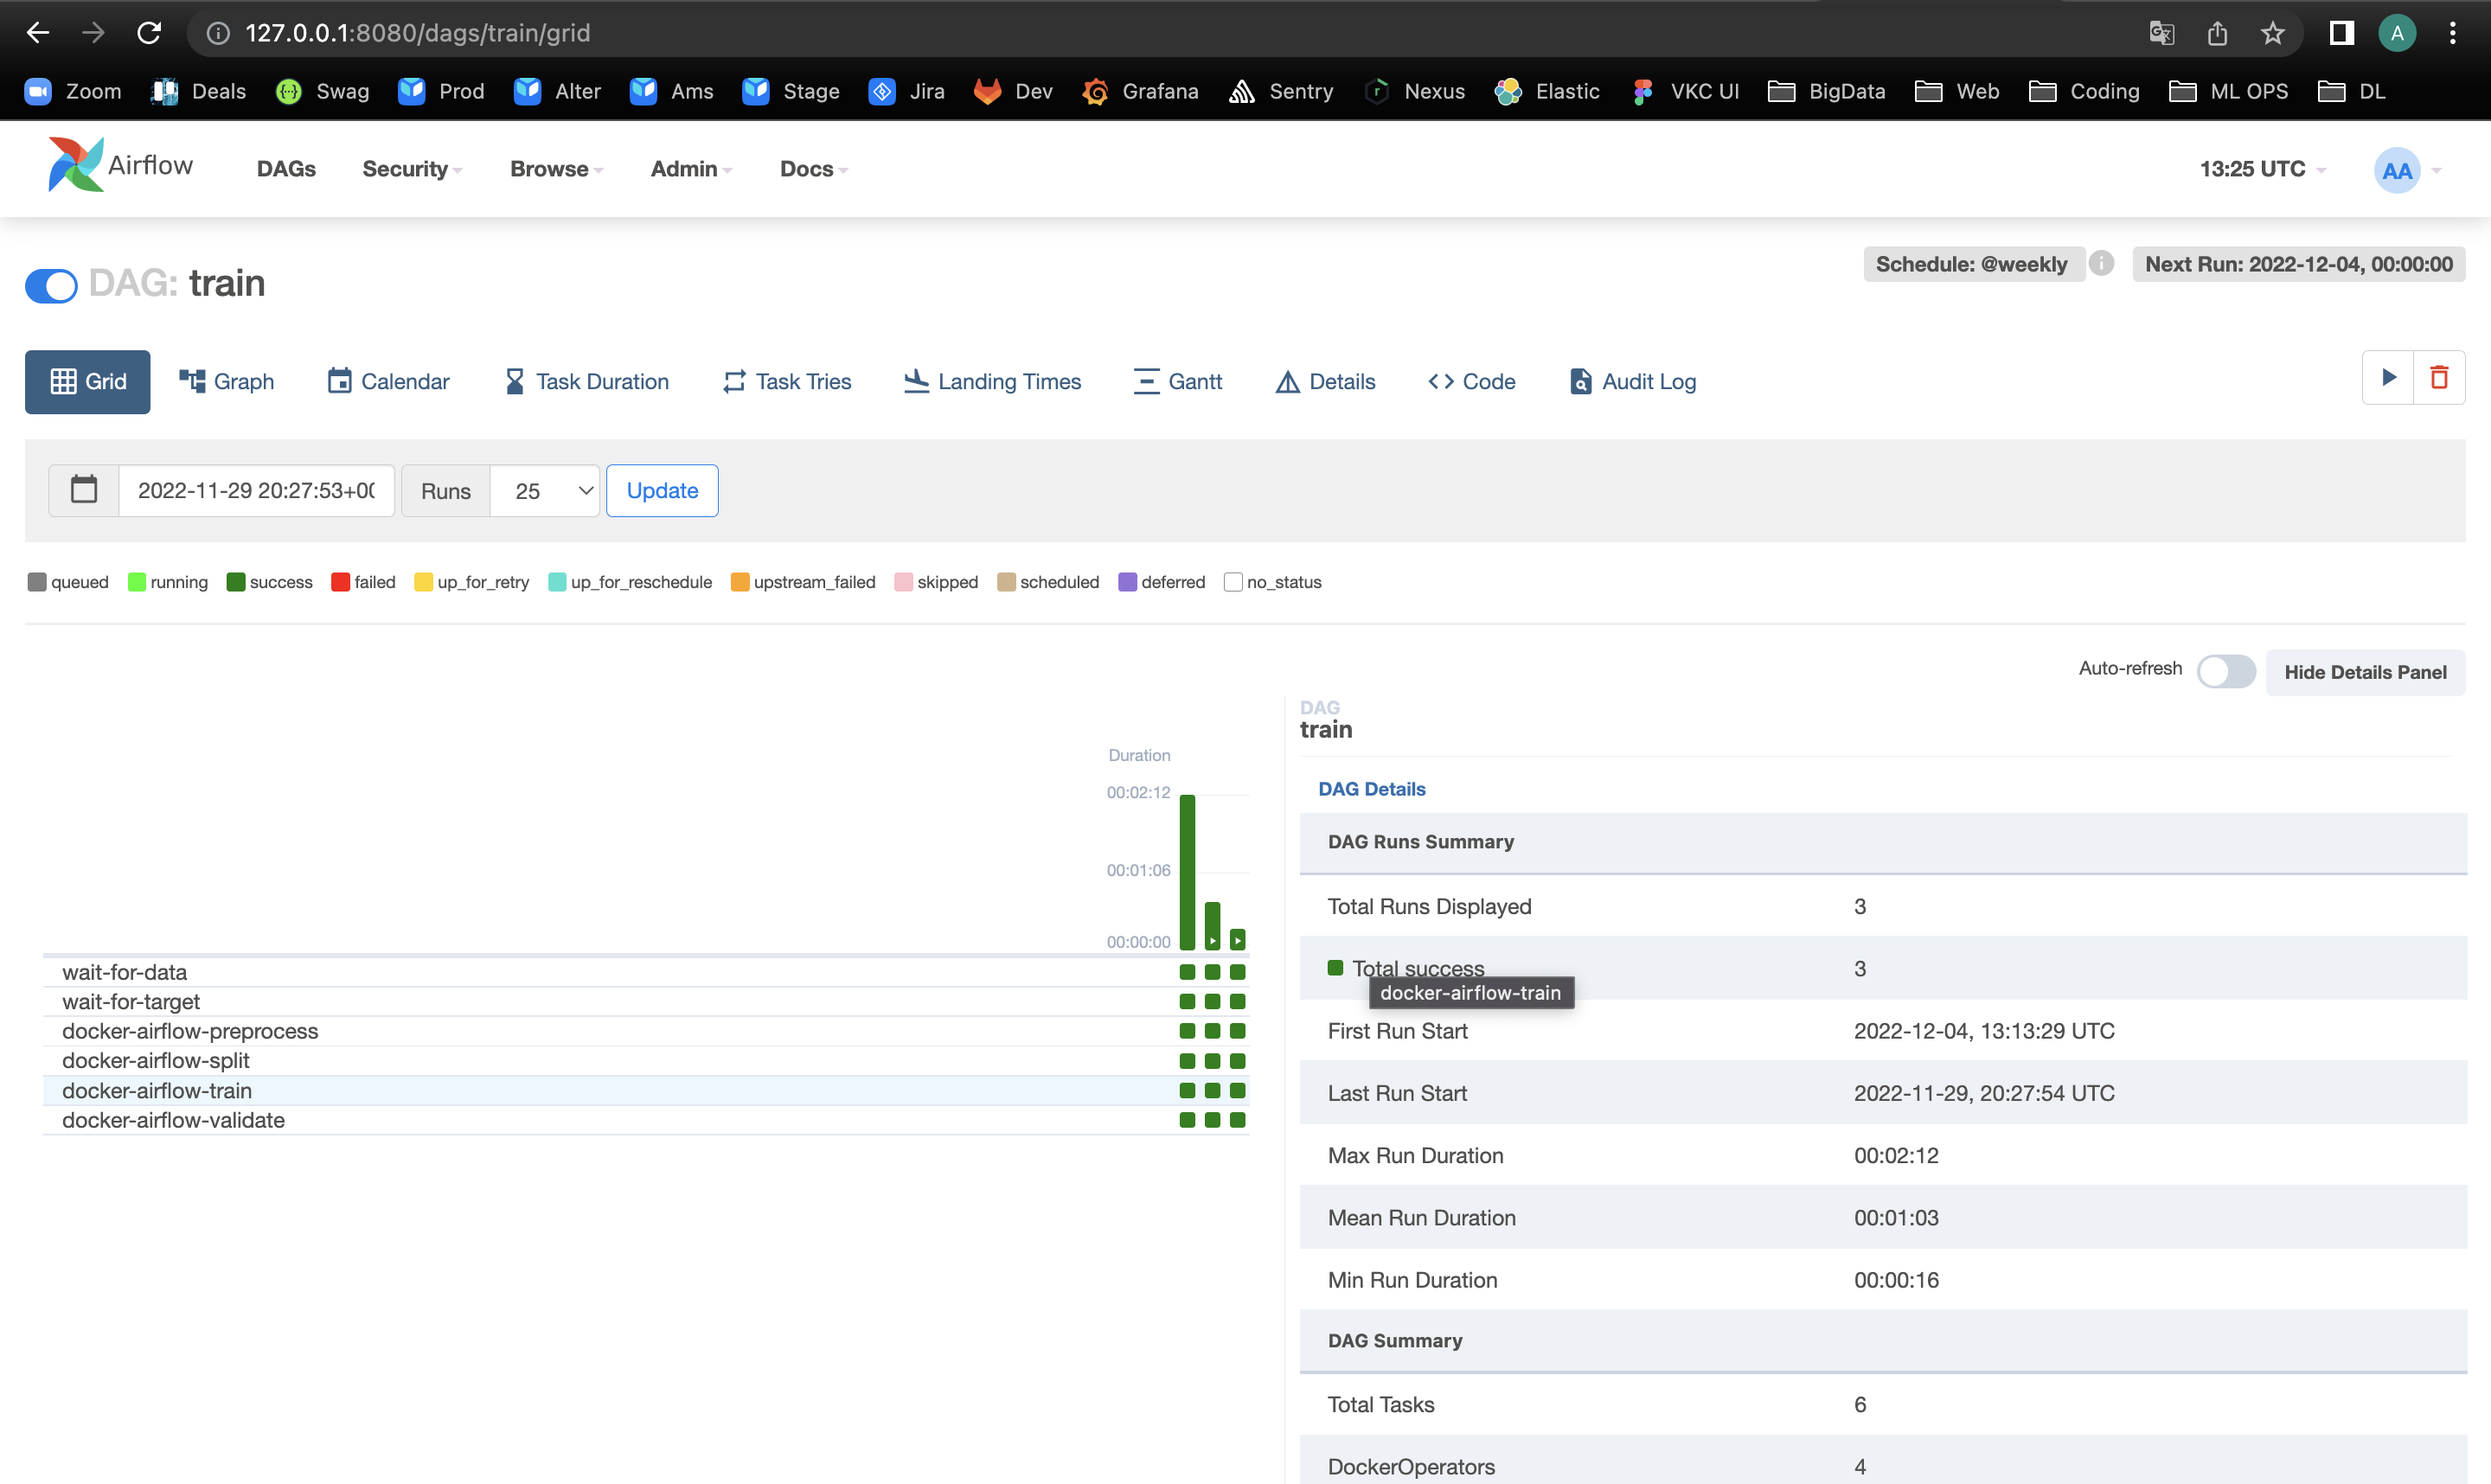 127.0.0.1:8080/dags/train/grid
A
Zoom Deals Swag Prod Alter Ams Stage Jira Dev Grafana Sentry Nexus Elastic VKC UI BigData Web Coding ML OPS DL
Airflow DAGs Security Browse Admin Docs 13:25 UTC AA
DAG: train
Schedule: @weekly Next Run: 2022-12-04, 00:00:00
Grid Graph Calendar Task Duration Task Tries Landing Times Gantt Details Code Audit Log
2022-11-29 20:27:53+00 Runs 25 Update
queued running success failed up_for_retry up_for_reschedule upstream_failed skipped scheduled deferred no_status
Auto-refresh Hide Details Panel
Duration
00:02:12
00:01:06
00:00:00
wait-for-data
wait-for-target
docker-airflow-preprocess
docker-airflow-split
docker-airflow-train
docker-airflow-validate
DAG
train
DAG Details
DAG Runs Summary
Total Runs Displayed 3
Total success 3
docker-airflow-train
First Run Start 2022-12-04, 13:13:29 UTC
Last Run Start 2022-11-29, 20:27:54 UTC
Max Run Duration 00:02:12
Mean Run Duration 00:01:03
Min Run Duration 00:00:16
DAG Summary
Total Tasks 6
DockerOperators 4